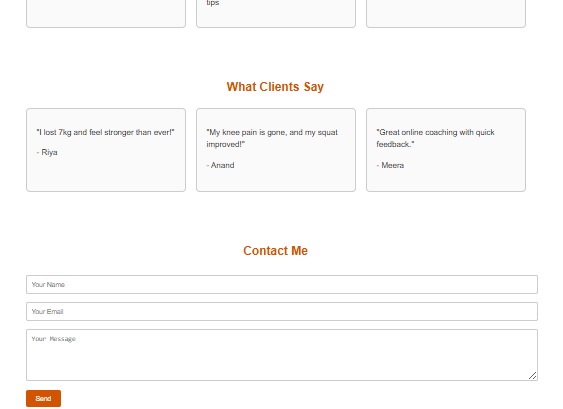 tips
What Clients Say
"I lost 7kg and feel stronger than ever!"
- Riya
"My knee pain is gone, and my squat
improved!"
- Anand
"Great online coaching with quick
feedback."
- Meera
Contact Me
Your Name
Your Email
Your Message
Send